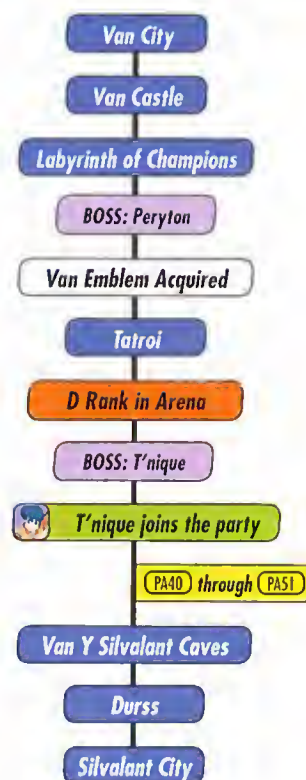 Van City
Van Castle
Labyrinth of Champions
BOSS: Peryton
Van Emblem Acquired
Tatroi
D Rank in Arena
BOSS: T'nique
T'nique joins the party
PA40 through PA51
Van Y Silvalant Caves
Durss
Silvalant City